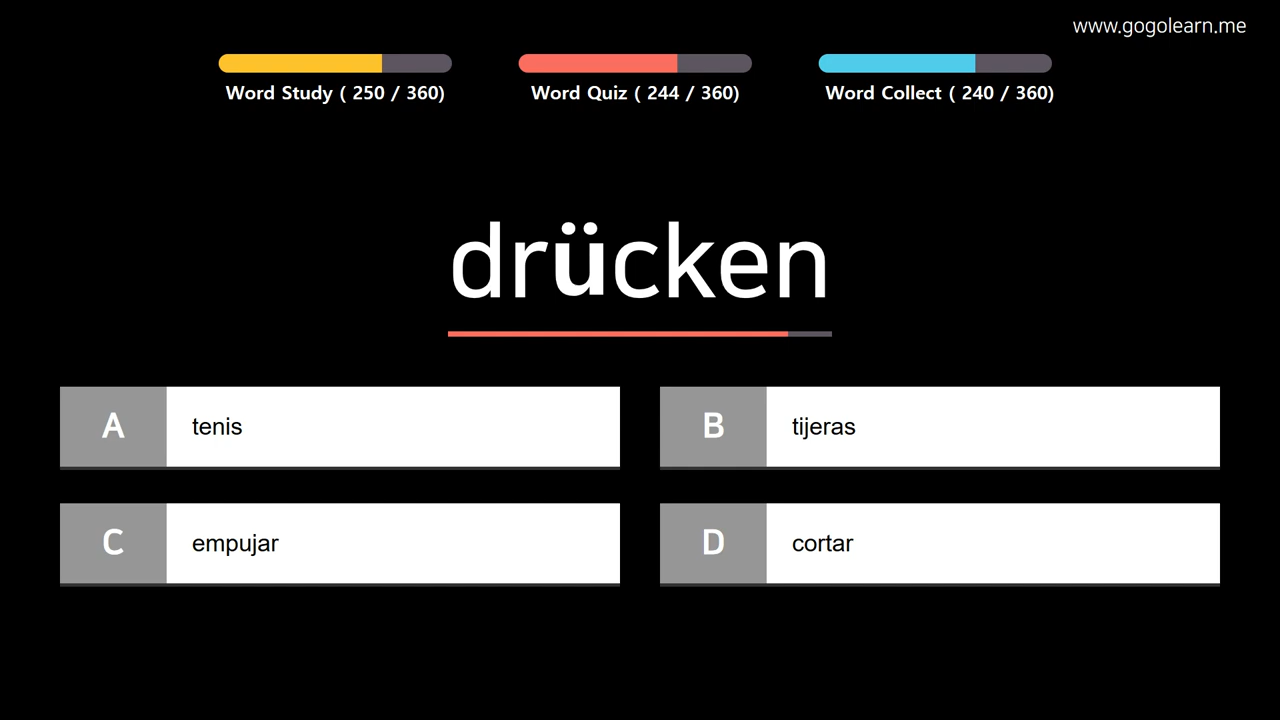 www.gogolearn.me
Word Study ( 250 / 360)
Word Quiz ( 244 / 360)
Word Collect ( 240 / 360)
drücken
A
tenis
B
tijeras
C
empujar
D
cortar